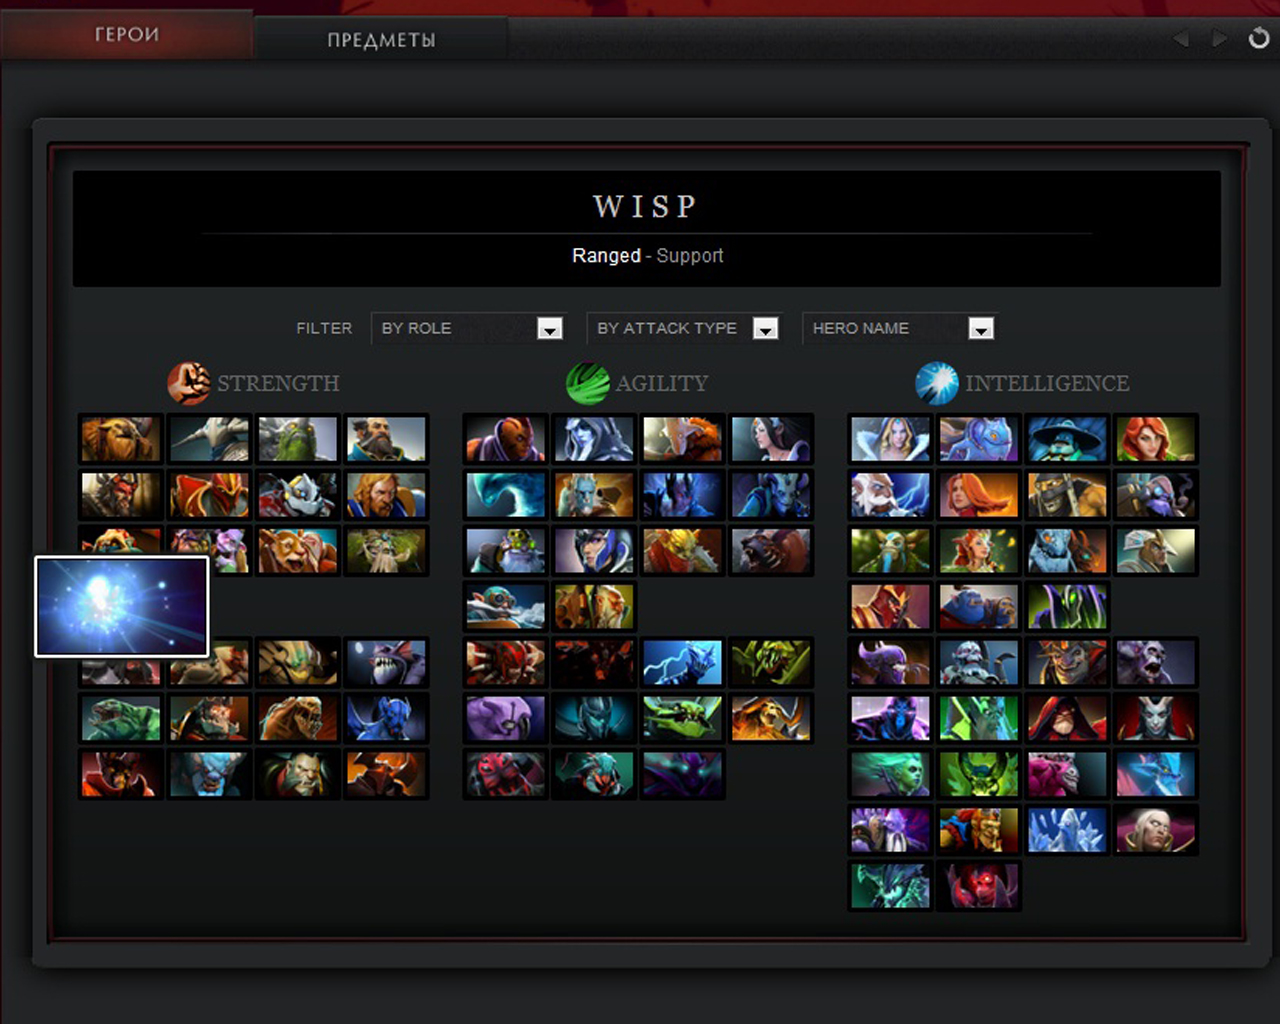 ГЕРОИ
ПРЕДМЕТЫ
WISP
Ranged - Support
FILTER BY ROLE BY ATTACK TYPE HERO NAME
STRENGTH AGILITY INTELLIGENCE